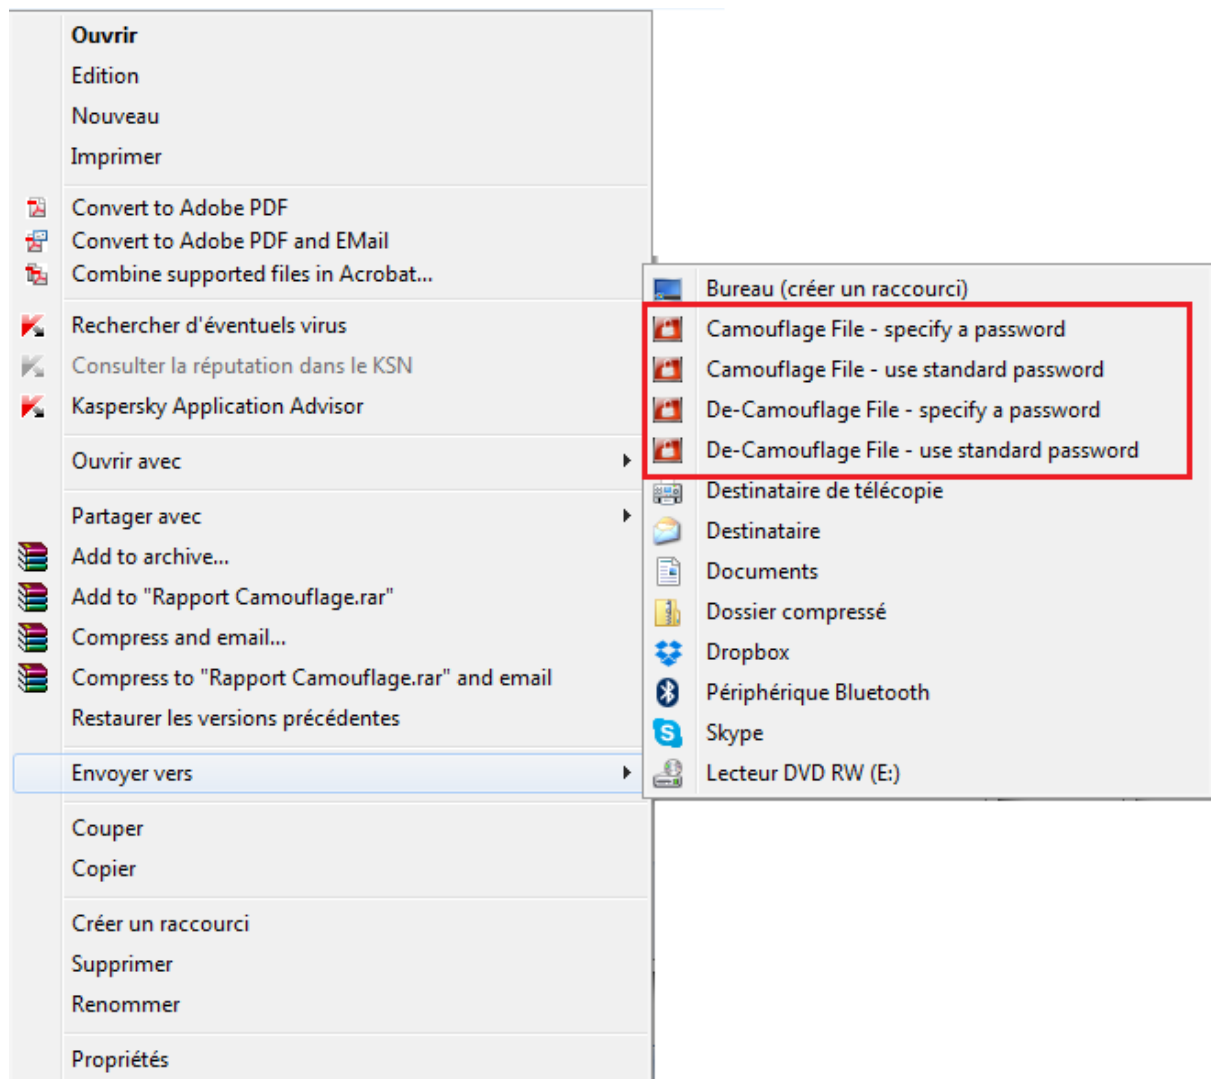 Ouvrir
Edition
Nouveau
Imprimer
Convert to Adobe PDF
Convert to Adobe PDF and EMail
Combine supported files in Acrobat...
Rechercher d'éventuels virus
Consulter la réputation dans le KSN
Kaspersky Application Advisor
Ouvrir avec
Partager avec
Add to archive...
Add to "Rapport Camouflage.rar"
Compress and email...
Compress to "Rapport Camouflage.rar" and email
Restaurer les versions précédentes
Envoyer vers
Couper
Copier
Créer un raccourci
Supprimer
Renommer
Propriétés
Bureau (créer un raccourci)
Camouflage File - specify a password
Camouflage File - use standard password
De-Camouflage File - specify a password
De-Camouflage File - use standard password
Destinataire de télécopie
Destinataire
Documents
Dossier compressé
Dropbox
Périphérique Bluetooth
Skype
Lecteur DVD RW (E:)